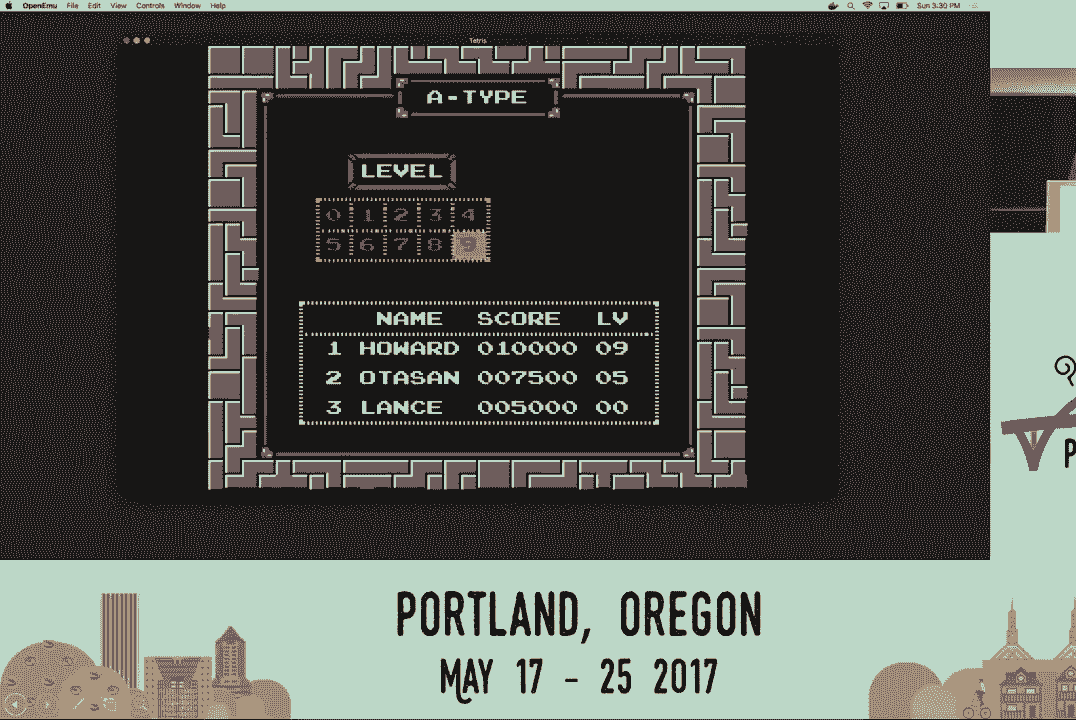 OpenEmu File Edit View Controls Window Help Sun 3:30 PM
Tetris
A-TYPE
LEVEL
0 1 2 3 4
5 6 7 8 9
NAME SCORE LV
1 HOWARD 010000 09
2 OTASAN 007500 05
3 LANCE 005000 00
P
PORTLAND, OREGON
MAY 17 - 25 2017